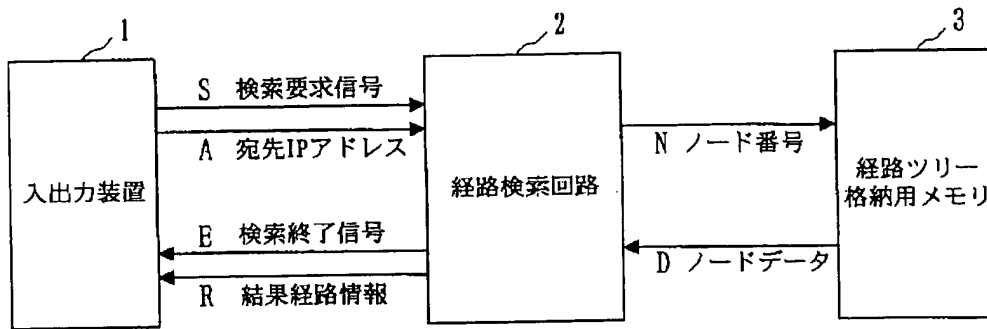 1
2
3
S 検索要求信号
A 宛先IPアドレス
入出力装置
E 検索終了信号
R 結果経路情報
経路検索回路
N ノード番号
D ノードデータ
経路ツリー
格納用メモリ